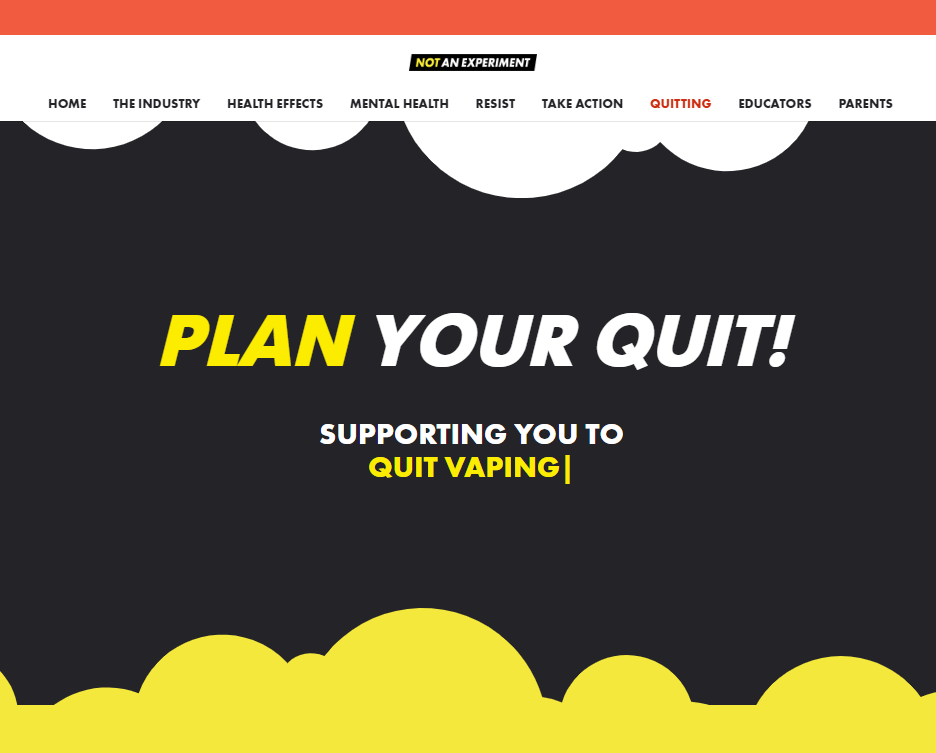 NOT AN EXPERIMENT
HOME THE INDUSTRY HEALTH EFFECTS MENTAL HEALTH RESIST TAKE ACTION QUITTING EDUCATORS PARENTS
PLAN YOUR QUIT!
SUPPORTING YOU TO
QUIT VAPING|